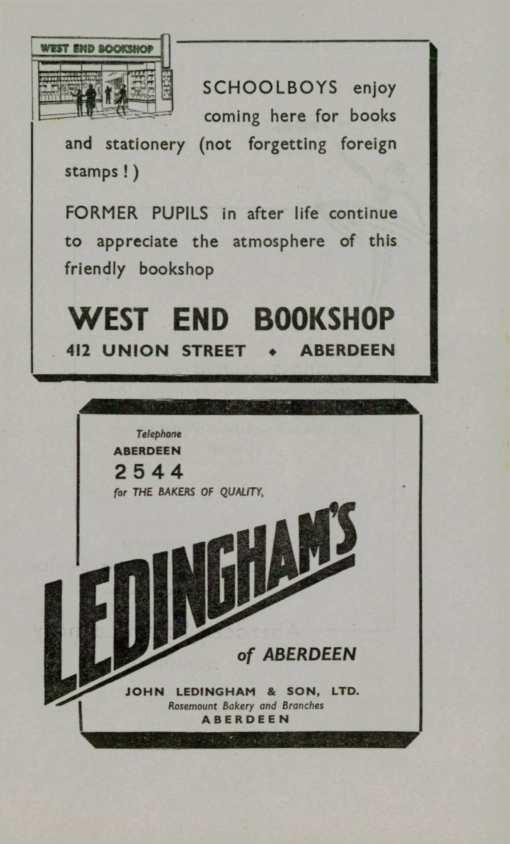 WEST END BOOKSHOP
SCHOOLBOYS enjoy
coming here for books
and stationery (not forgetting foreign
stamps ! )
FORMER PUPILS in after life continue
to appreciate the atmosphere of this
friendly bookshop
WEST END BOOKSHOP
412 UNION STREET ◆ ABERDEEN
Telephone
ABERDEEN
2544
for THE BAKERS OF QUALITY,
LEDINGHAM'S
of ABERDEEN
JOHN LEDINGHAM & SON, LTD.
Rosemount Bakery and Branches
ABERDEEN